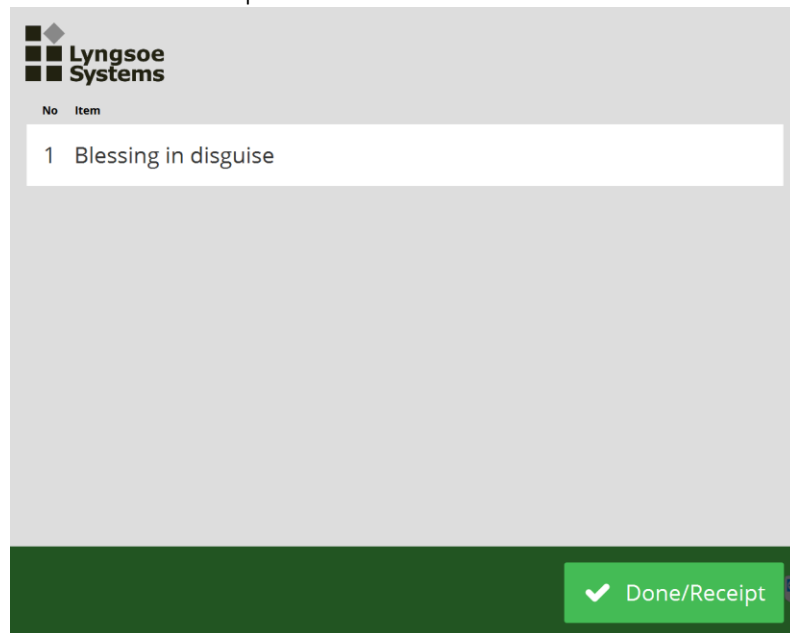 Lyngsoe
Systems
No Item
1 Blessing in disguise
Done/Receipt